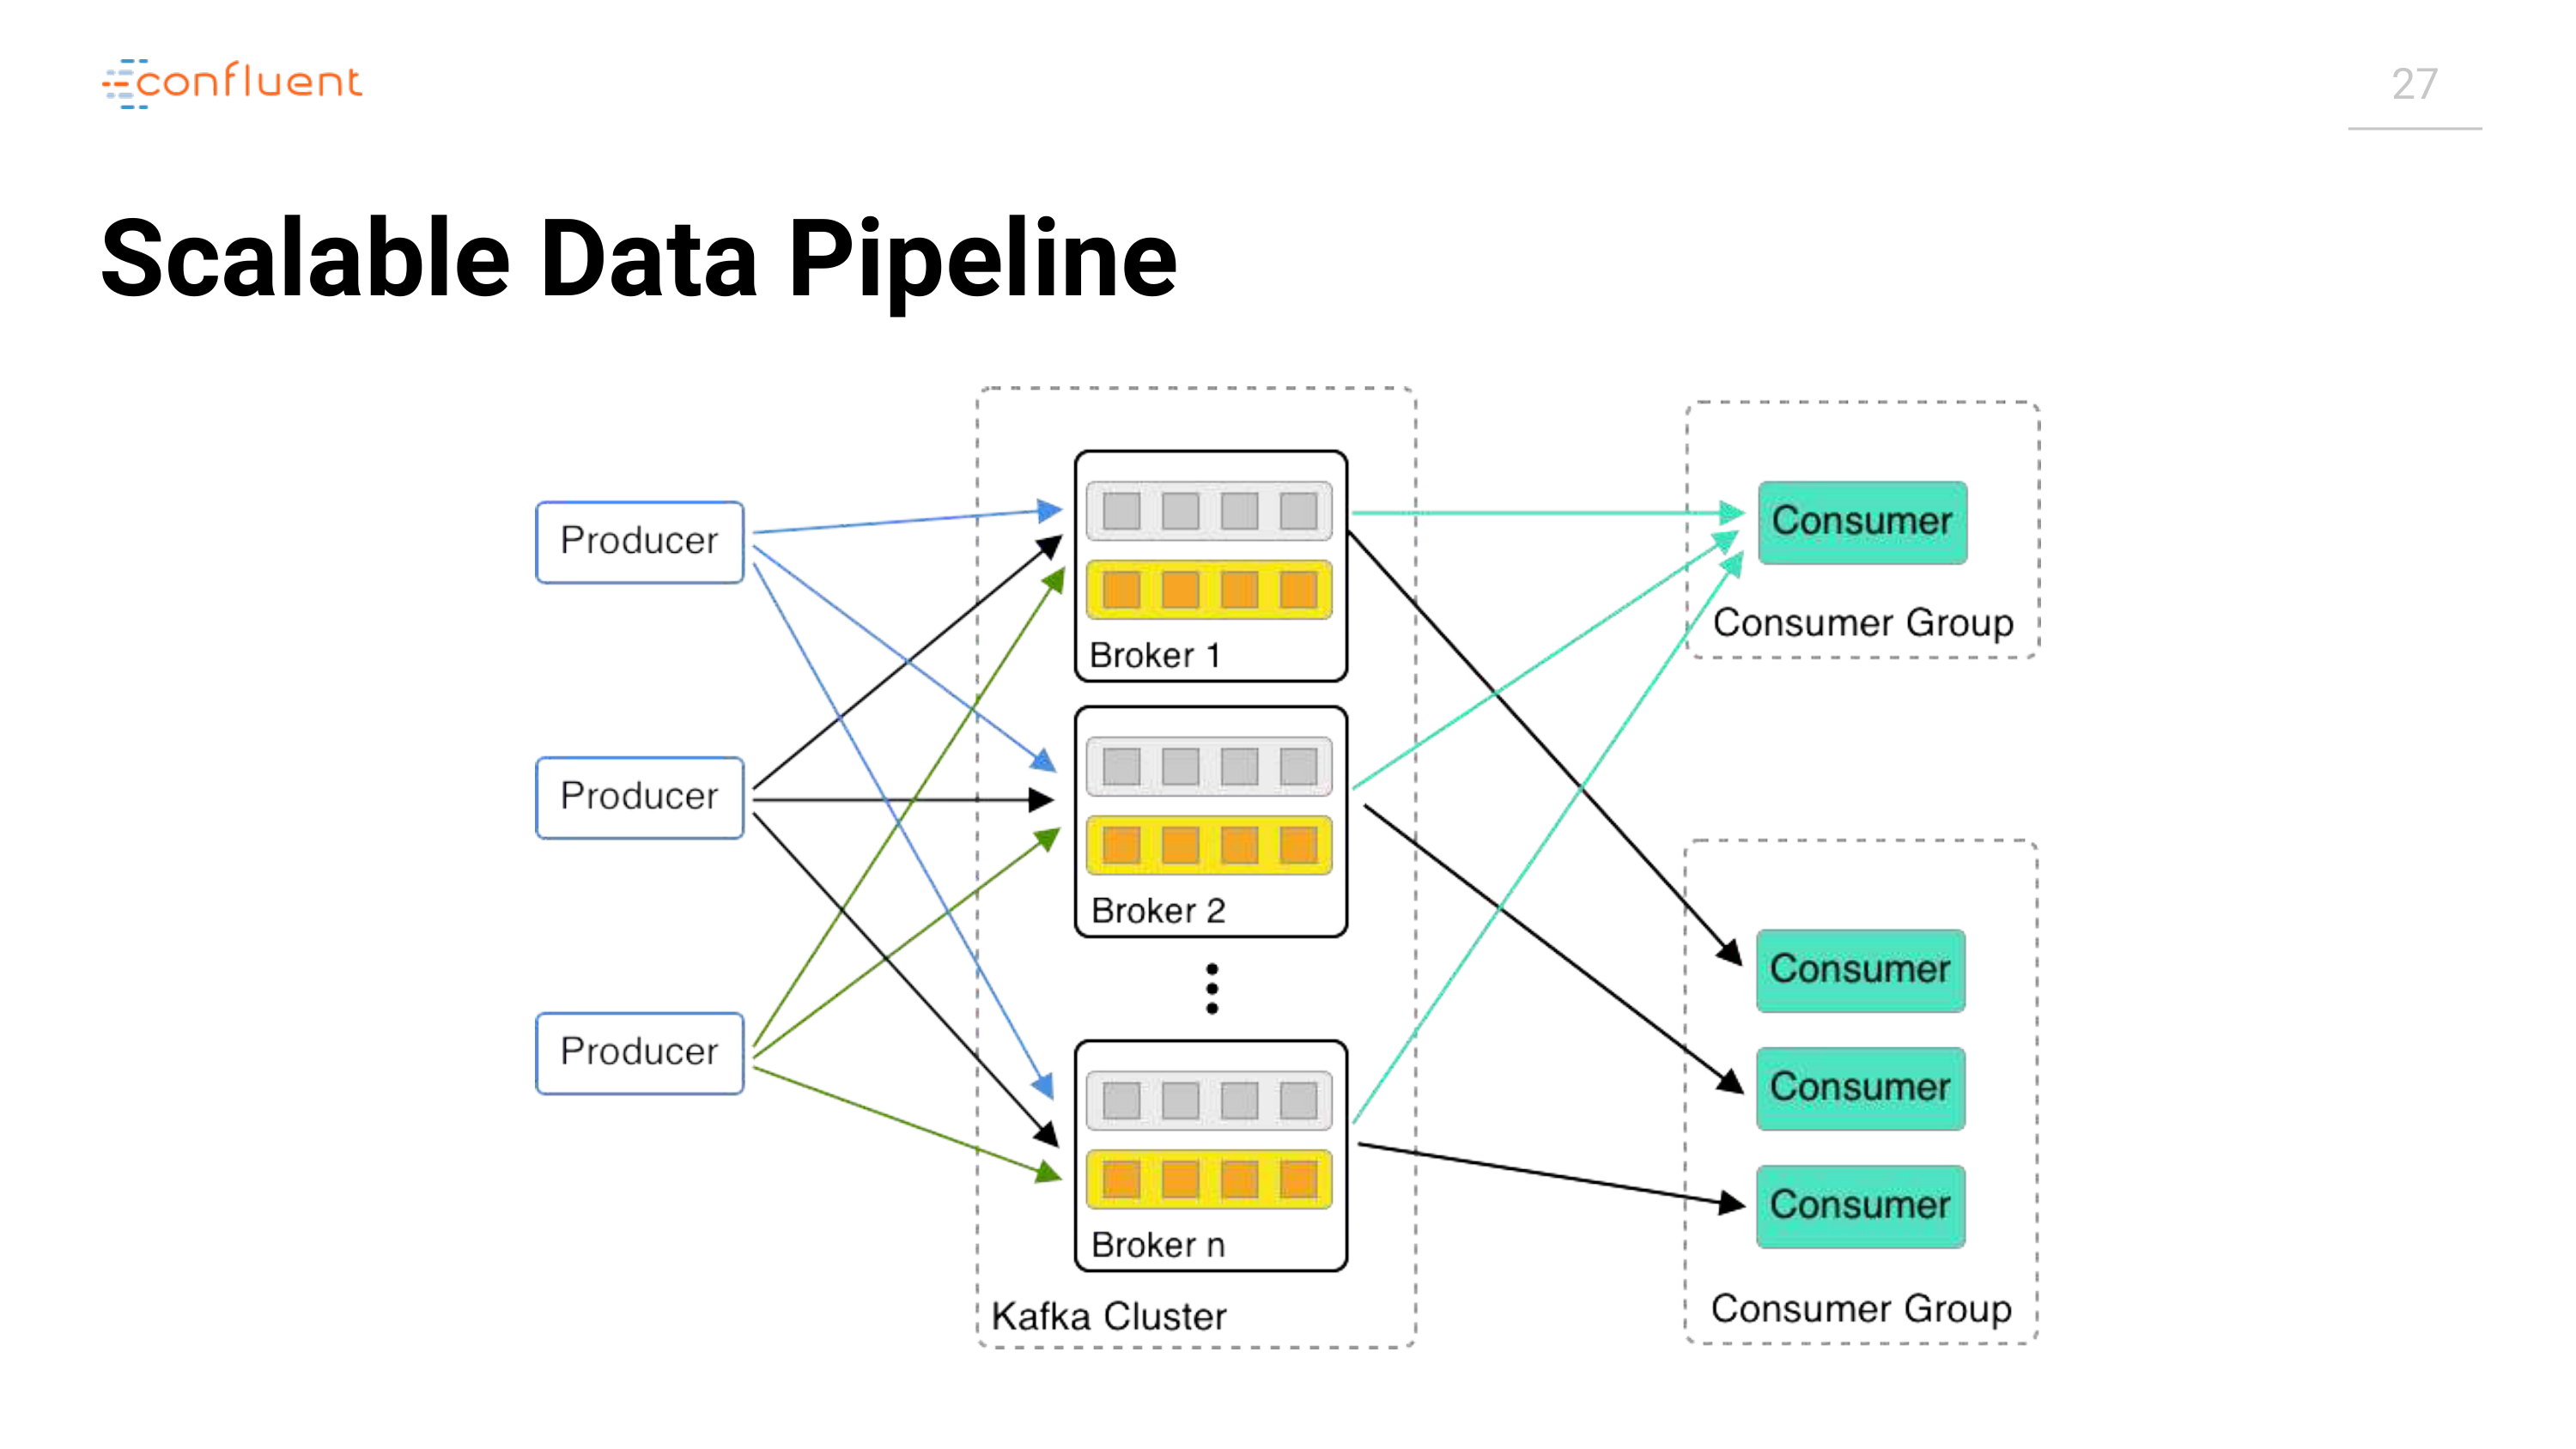 confluent
27
Scalable Data Pipeline
Producer
Producer
Producer
Broker 1
Broker 2
Broker n
Kafka Cluster
Consumer
Consumer Group
Consumer
Consumer
Consumer
Consumer Group